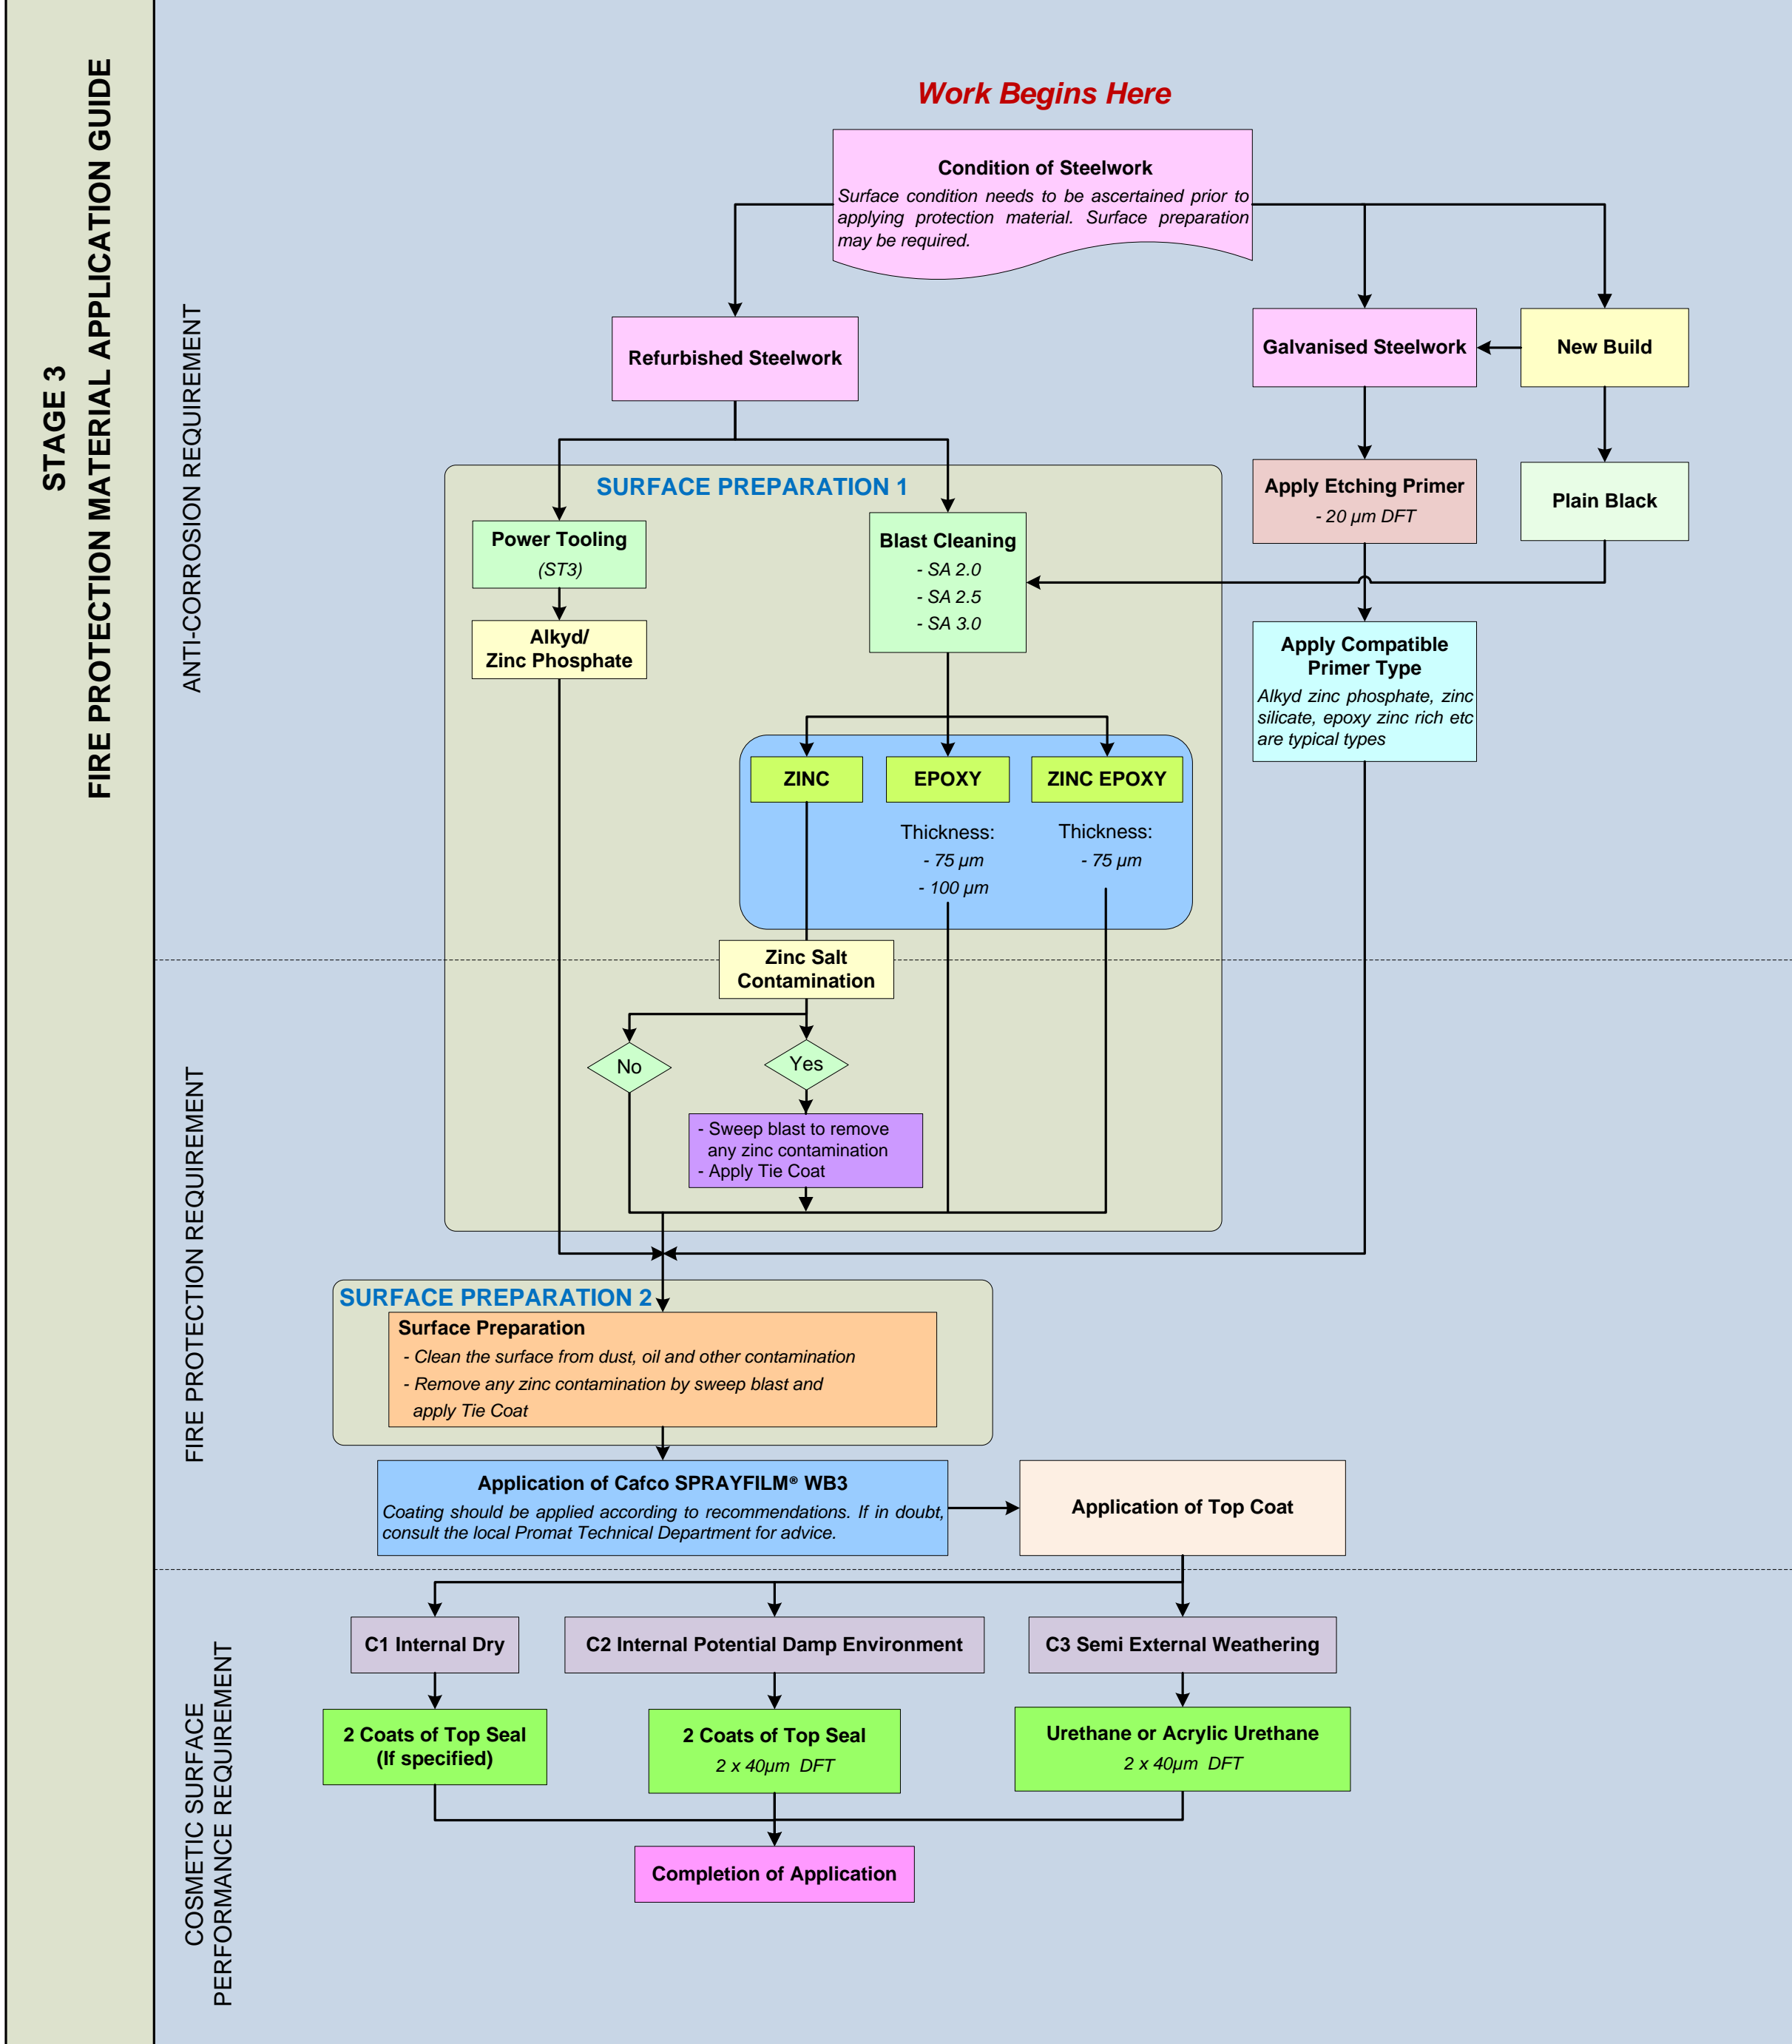 STAGE 3
FIRE PROTECTION MATERIAL APPLICATION GUIDE
ANTI-CORROSION REQUIREMENT
Work Begins Here
Condition of Steelwork
Surface condition needs to be ascertained prior to
applying protection material. Surface preparation
may be required.
Refurbished Steelwork
Galvanised Steelwork
New Build
SURFACE PREPARATION 1
Power Tooling
(ST3)
Blast Cleaning
- SA 2.0
- SA 2.5
- SA 3.0
Apply Etching Primer
- 20 µm DFT
Plain Black
Alkyd/
Zinc Phosphate
Apply Compatible
Primer Type
Alkyd zinc phosphate, zinc
silicate, epoxy zinc rich etc
are typical types
ZINC
EPOXY
Thickness:
- 75 µm
- 100 µm
ZINC EPOXY
Thickness:
- 75 µm
FIRE PROTECTION REQUIREMENT
Zinc Salt
Contamination
No
Yes
- Sweep blast to remove
any zinc contamination
- Apply Tie Coat
SURFACE PREPARATION 2
Surface Preparation
- Clean the surface from dust, oil and other contamination
- Remove any zinc contamination by sweep blast and
apply Tie Coat
Application of Cafco SPRAYFILM® WB3
Coating should be applied according to recommendations. If in doubt,
consult the local Promat Technical Department for advice.
Application of Top Coat
COSMETIC SURFACE
PERFORMANCE REQUIREMENT
C1 Internal Dry
C2 Internal Potential Damp Environment
C3 Semi External Weathering
2 Coats of Top Seal
(If specified)
2 Coats of Top Seal
2 x 40µm DFT
Urethane or Acrylic Urethane
2 x 40µm DFT
Completion of Application